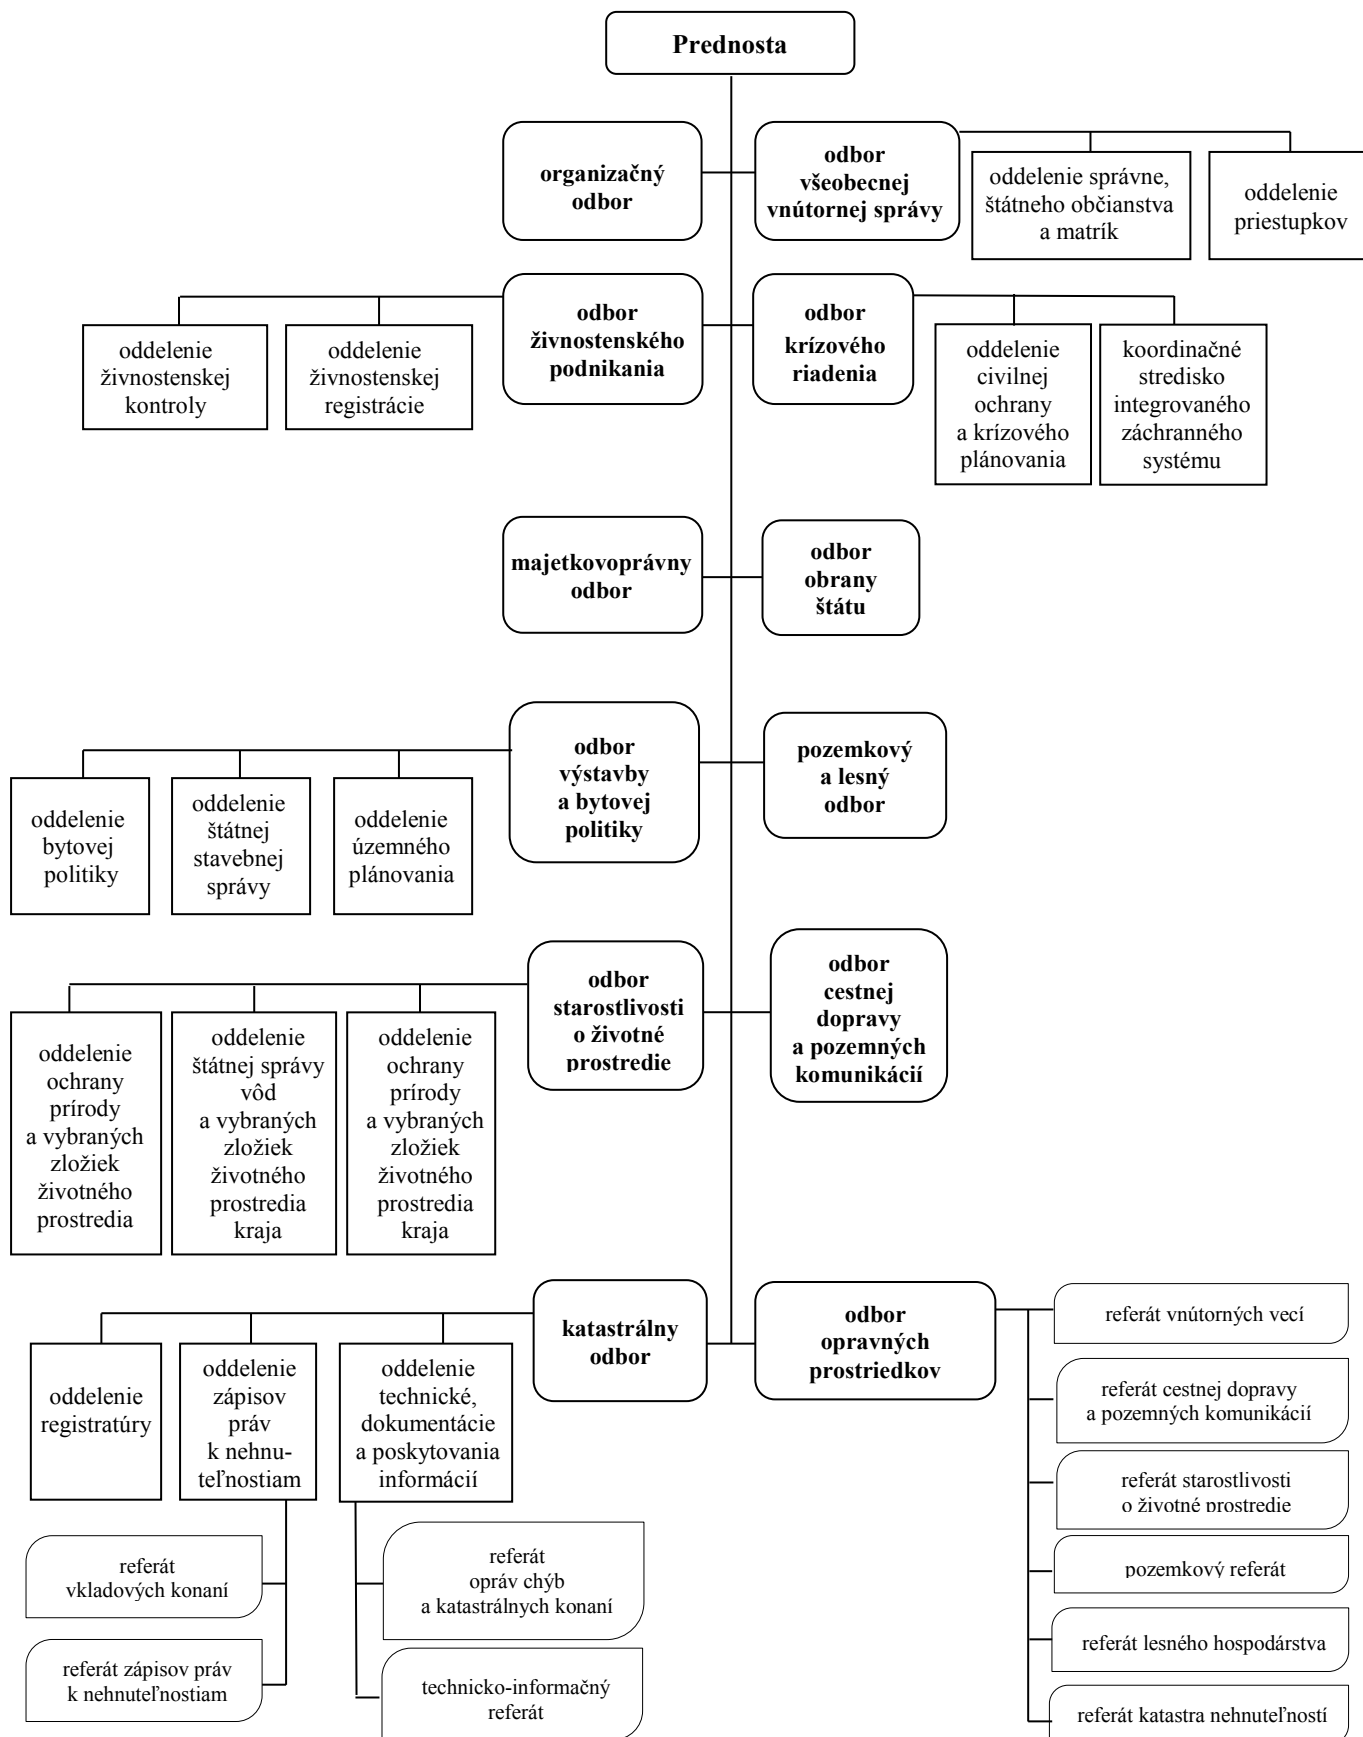 Prednosta
organizačný
odbor
odbor
všeobecnej
vnútornej správy
oddelenie správne,
štátneho občianstva
a matrík
oddelenie
priestupkov
oddelenie
živnostenskej
kontroly
oddelenie
živnostenskej
registrácie
odbor
živnostenského
podnikania
odbor
krízového
riadenia
oddelenie
civilnej
ochrany
a krízového
plánovania
koordinačné
stredisko
integrovaného
záchranného
systému
majetkovoprávny
odbor
odbor
obrany
štátu
oddelenie
bytovej
politiky
oddelenie
štátnej
stavebnej
správy
oddelenie
územného
plánovania
odbor
výstavby
a bytovej
politiky
pozemkový
a lesný
odbor
oddelenie
ochrany
prírody
a vybraných
zložiek
životného
prostredia
oddelenie
štátnej správy
vôd
a vybraných
zložiek
životného
prostredia
kraja
oddelenie
ochrany
prírody
a vybraných
zložiek
životného
prostredia
kraja
odbor
starostlivosti
o životné
prostredie
odbor
cestnej
dopravy
a pozemných
komunikácií
oddelenie
registratúry
oddelenie
zápisov
práv
k nehnu-
teľnostiam
oddelenie
technické,
dokumentácie
a poskytovania
informácií
katastrálny
odbor
odbor
opravných
prostriedkov
referát vnútorných vecí
referát cestnej dopravy
a pozemných komunikácií
referát starostlivosti
o životné prostredie
pozemkový referát
referát lesného hospodárstva
referát katastra nehnuteľností
referát
vkladových konaní
referát zápisov práv
k nehnuteľnostiam
referát
opráv chýb
a katastrálnych konaní
technicko-informačný
referát